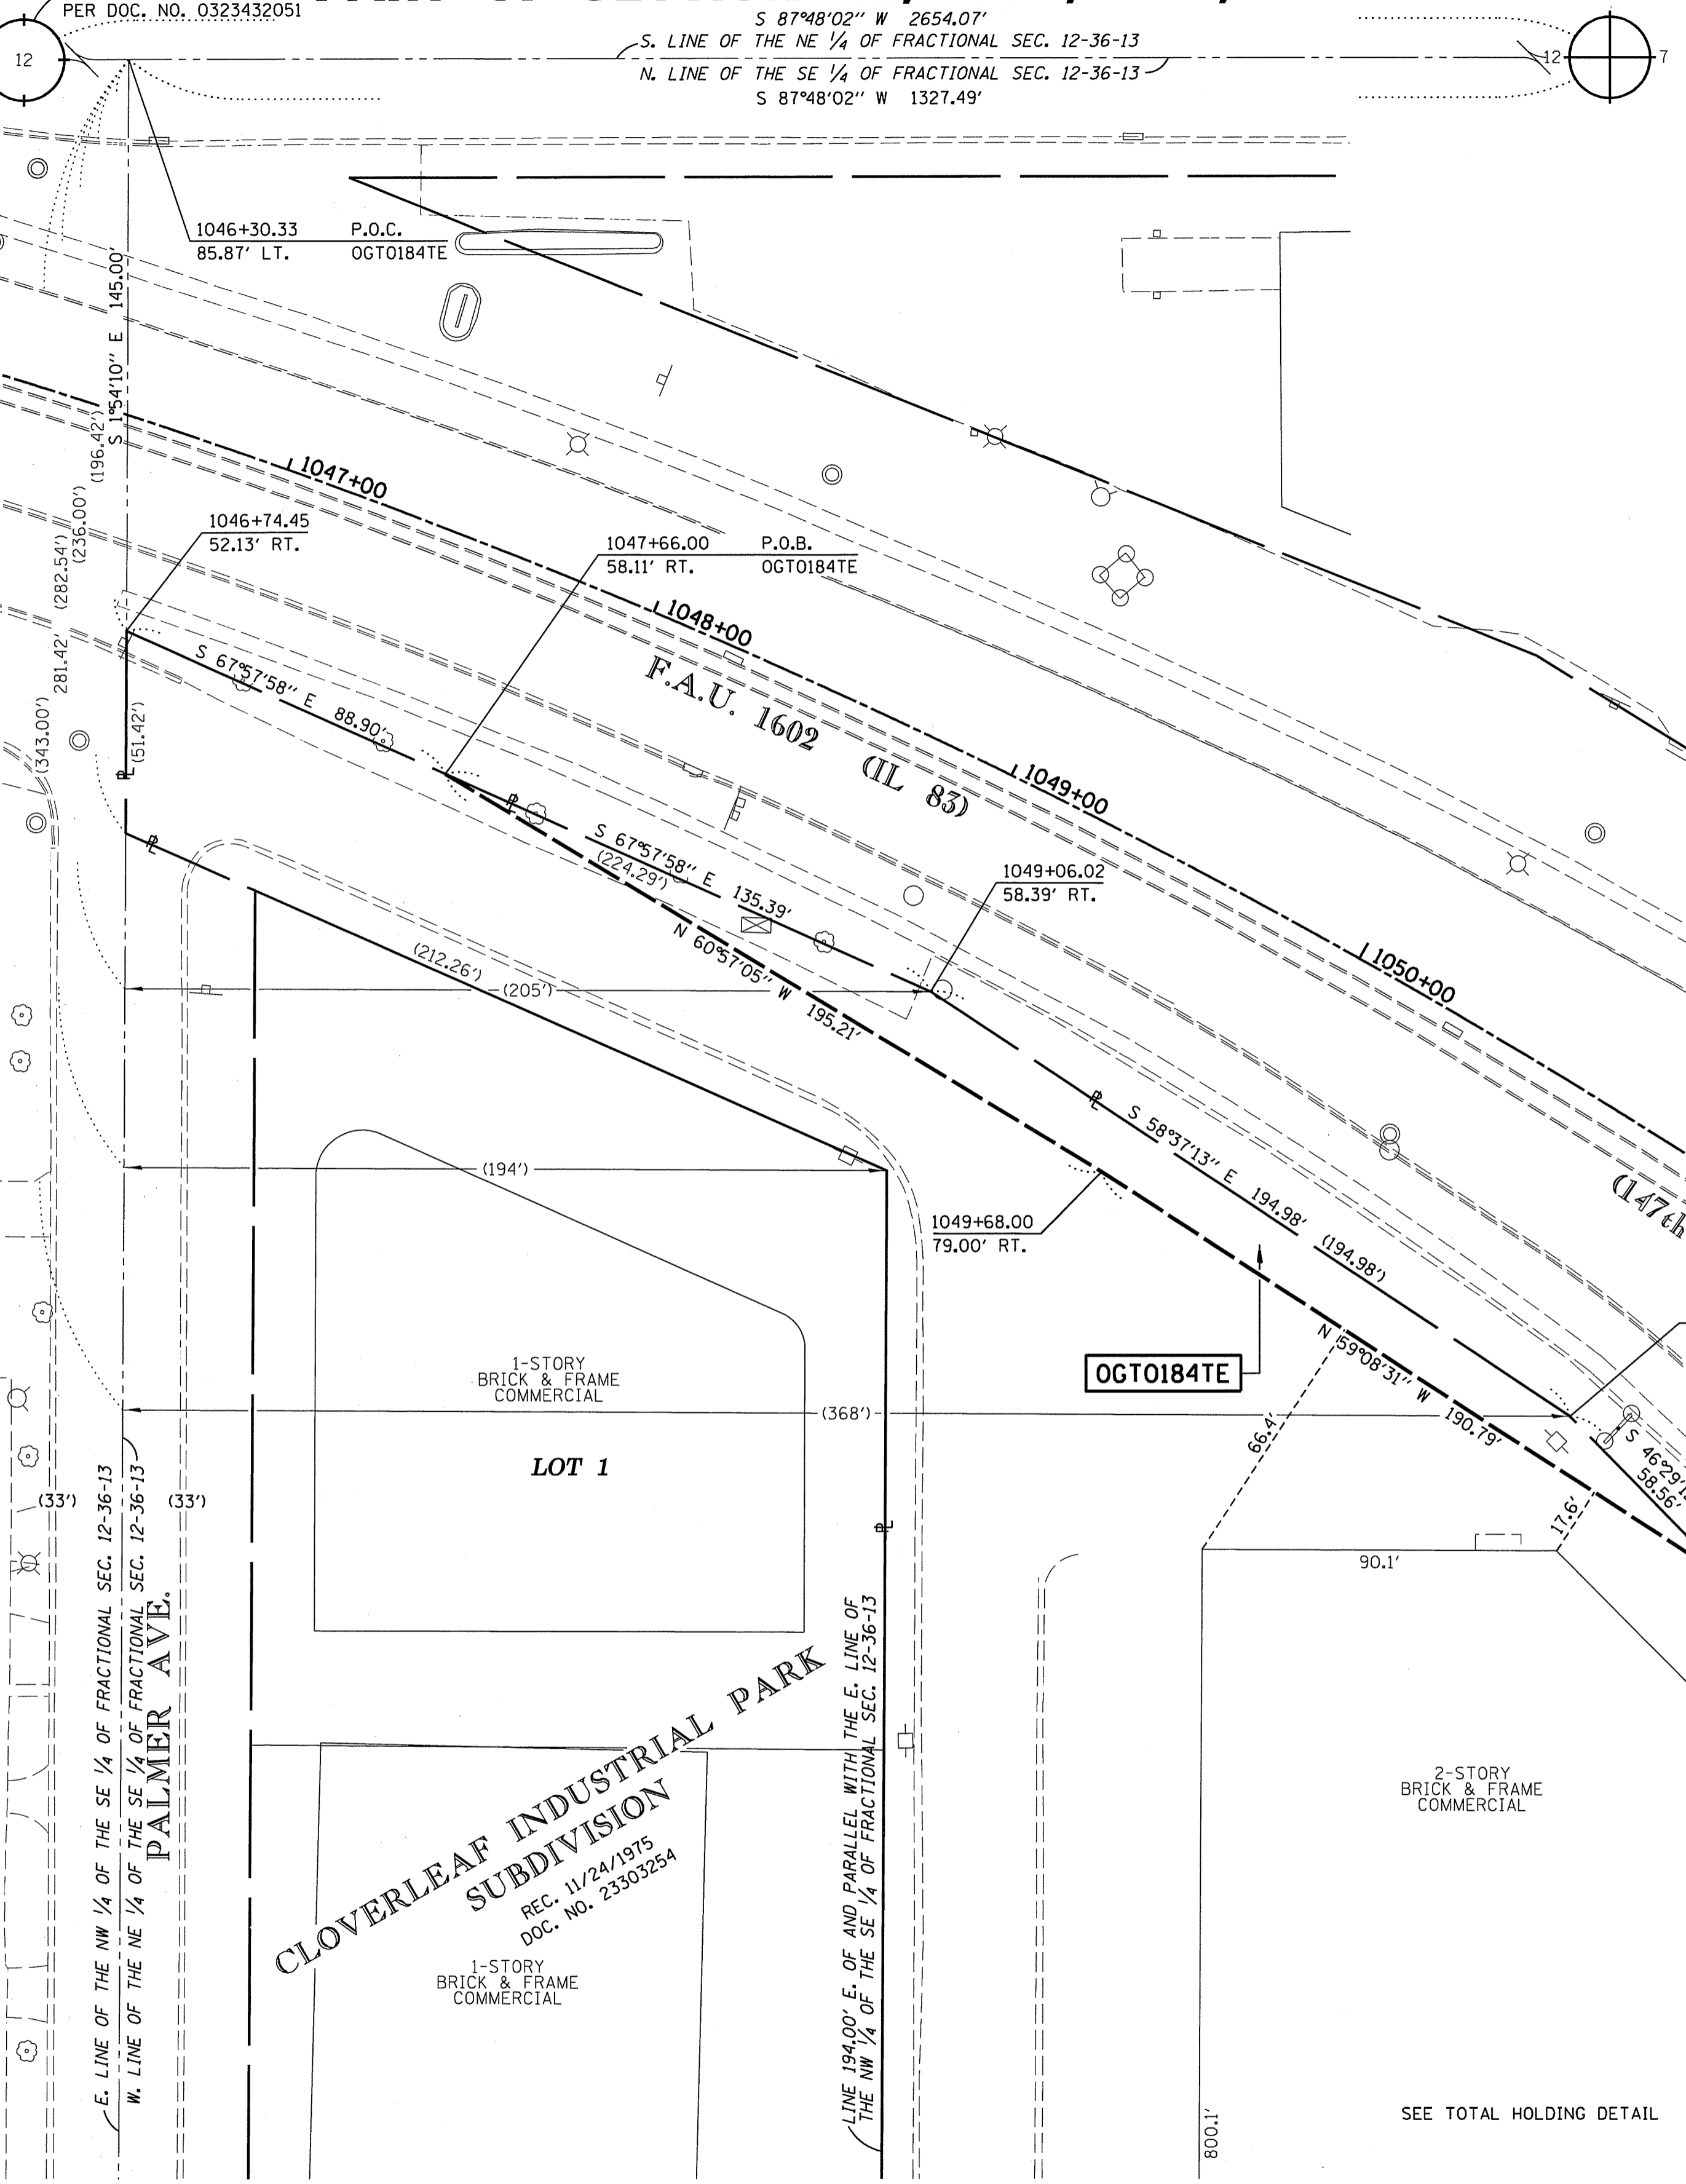 PER DOC. NO. 0323432051
S 87°48'02" W 2654.07'
S. LINE OF THE NE 1/4 OF FRACTIONAL SEC. 12-36-13
N. LINE OF THE SE 1/4 OF FRACTIONAL SEC. 12-36-13
S 87°48'02" W 1327.49'
12
12
7
1046+30.33 P.O.C.
85.87' LT. OGT0184TE
S 1°54'10" E 145.00'
(196.42')
(236.00')
(282.54')
281.42'
(343.00')
(51.42')
1047+00
1046+74.45
52.13' RT.
1047+66.00 P.O.B.
58.11' RT. OGT0184TE
1048+00
F.A.U. 1602 (IL 83)
1049+00
1050+00
S 67°57'58" E 88.90'
S 67°57'58" E 135.39'
(224.29')
1049+06.02
58.39' RT.
N 60°57'05" W 195.21'
(212.26')
(205')
(194')
S 58°37'13" E 194.98'
(194.98')
(147th
1049+68.00
79.00' RT.
OGT0184TE
N 59°08'31" W 190.79'
(368')
66.4'
17.6'
S 46°29'1
58.56'
90.1'
1-STORY
BRICK & FRAME
COMMERCIAL
LOT 1
(33')
(33')
E. LINE OF THE NW 1/4 OF THE SE 1/4 OF FRACTIONAL SEC. 12-36-13
W. LINE OF THE NE 1/4 OF THE SE 1/4 OF FRACTIONAL SEC. 12-36-13
PALMER AVE.
CLOVERLEAF INDUSTRIAL PARK
SUBDIVISION
REC. 11/24/1975
DOC. NO. 23303254
1-STORY
BRICK & FRAME
COMMERCIAL
LINE 194.00' E. OF AND PARALLEL WITH THE E. LINE OF
THE NW 1/4 OF THE SE 1/4 OF FRACTIONAL SEC. 12-36-13
2-STORY
BRICK & FRAME
COMMERCIAL
800.1'
SEE TOTAL HOLDING DETAIL